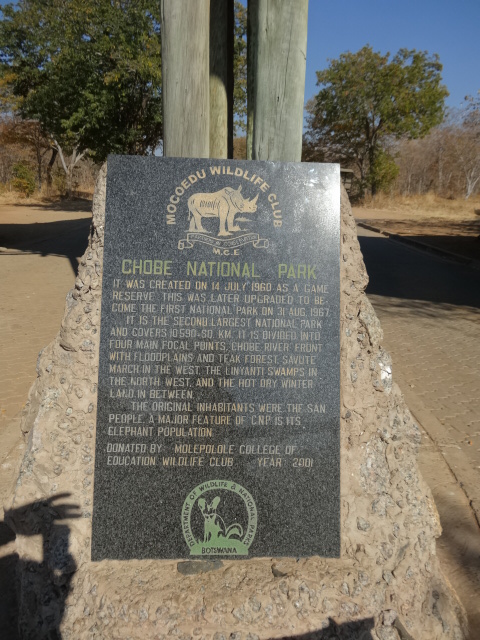 MOCOEDU WILDLIFE CLUB
M.C.E
CHOBE NATIONAL PARK
IT WAS CREATED ON 14 JULY 1960 AS A GAME
RESERVE. THIS WAS LATER UPGRADED TO BE-
COME THE FIRST NATIONAL PARK ON 31 AUG. 1967.
IT IS THE SECOND LARGEST NATIONAL PARK
AND COVERS 10590-SQ. KM. IT IS DIVIDED INTO
FOUR MAIN FOCAL POINTS, CHOBE RIVER FRONT
WITH FLOODPLAINS AND TEAK FOREST, SAVUTE
MARCH IN THE WEST, THE LINYANTI SWAMPS IN
THE NORTH WEST, AND THE HOT DRY WINTER
LAND IN BETWEEN.
THE ORIGINAL INHABITANTS WERE THE SAN
PEOPLE. A MAJOR FEATURE OF C.N.P. IS ITS
ELEPHANT POPULATION.
DONATED BY: MOLEPOLOLE COLLEGE OF
EDUCATION WILDLIFE CLUB YEAR 2001
DEPARTMENT OF WILDLIFE & NATIONAL PARKS
BOTSWANA